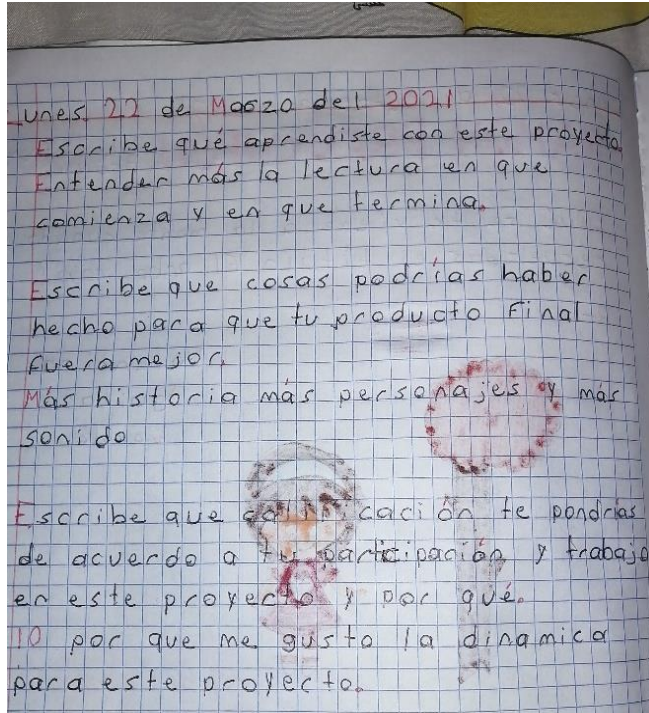 Lunes 22 de Marzo del 2021
Escribe qué aprendiste con este proyecto
Entender más la lectura en que
comienza y en que termina.
Escribe que cosas podrías haber
hecho para que tu producto Final
Fuera mejor.
Más historia más personajes y más
sonido
Escribe que calificación te pondrías
de acuerdo a tu participación y trabajo
en este proyecto y por qué.
10 por que me gusto la dinamica
para este proyecto.